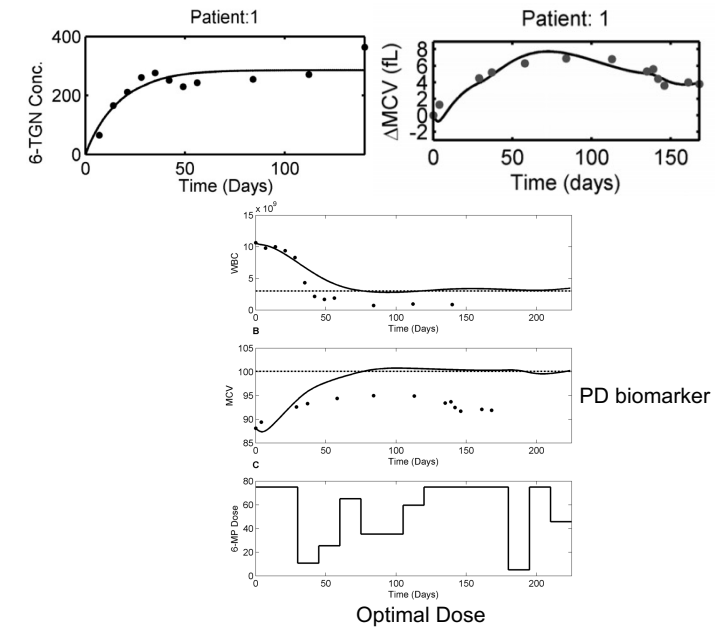 Patient:1
400
200
0
6-TGN Conc.
0
50
100
Time (Days)
Patient: 1
8
6
4
2
0
-2
ΔMCV (fL)
0
50
100
150
Time (days)
x 10⁹
15
10
5
0
WBC
0
50
100
150
200
Time (Days)
B
105
100
95
90
85
MCV
0
50
100
150
200
Time (Days)
PD biomarker
C
80
60
40
20
0
6-MP Dose
0
50
100
150
200
Time (Days)
Optimal Dose